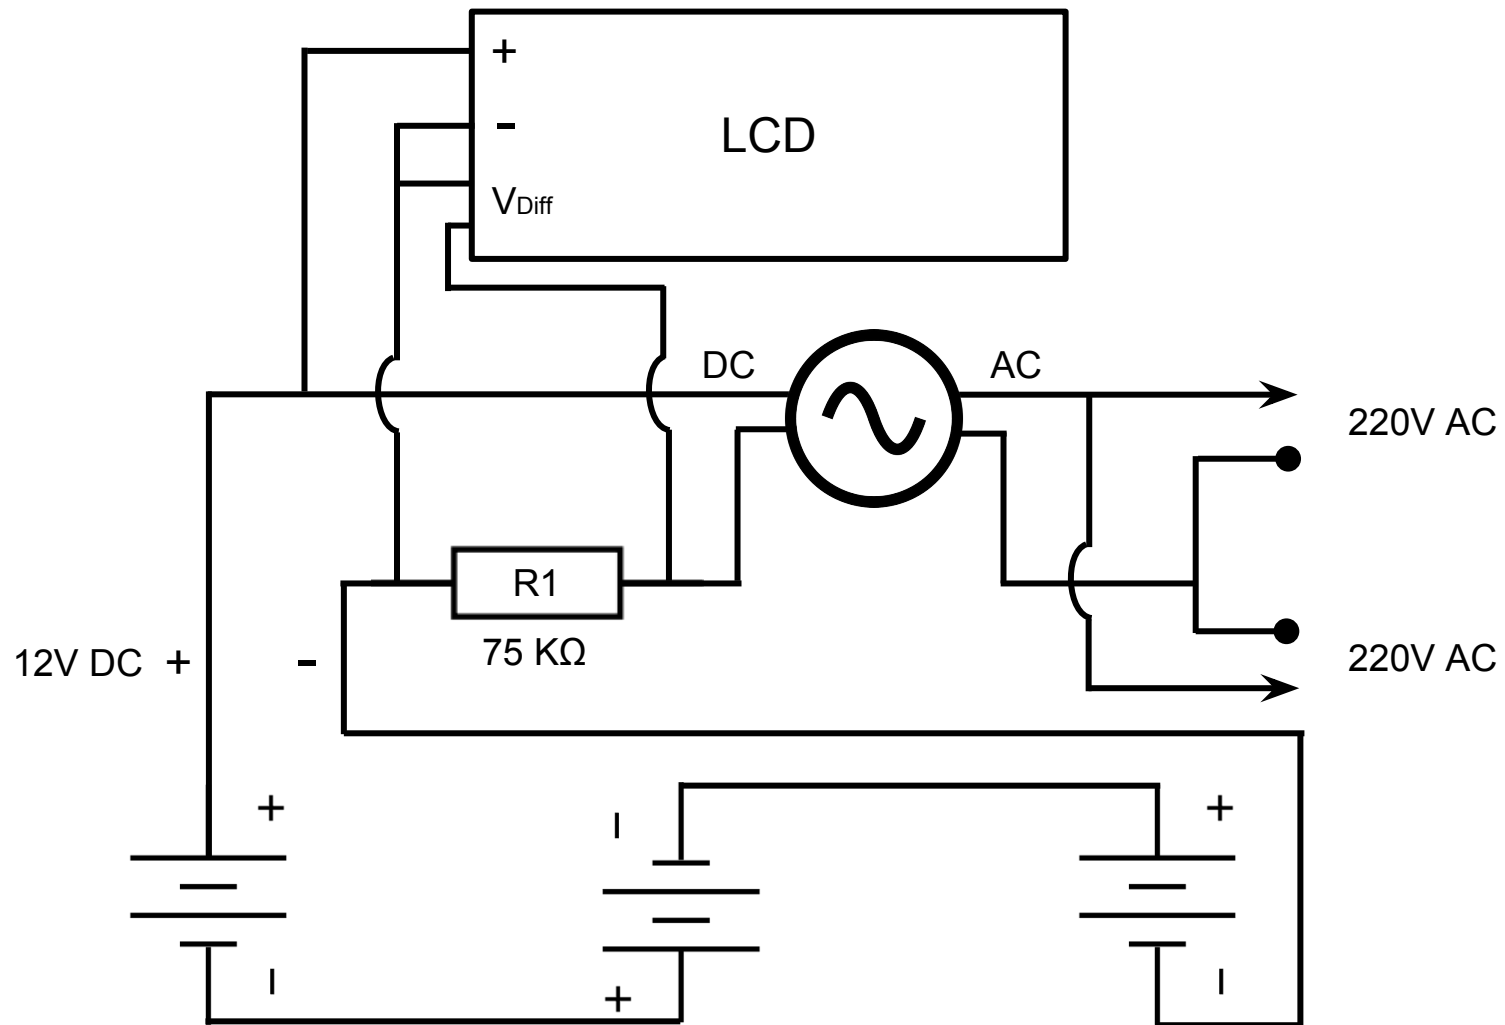 +
-
LCD
VDiff
DC
AC
220V AC
R1
75 KΩ
12V DC + -
220V AC
+
-
+
-
+
-